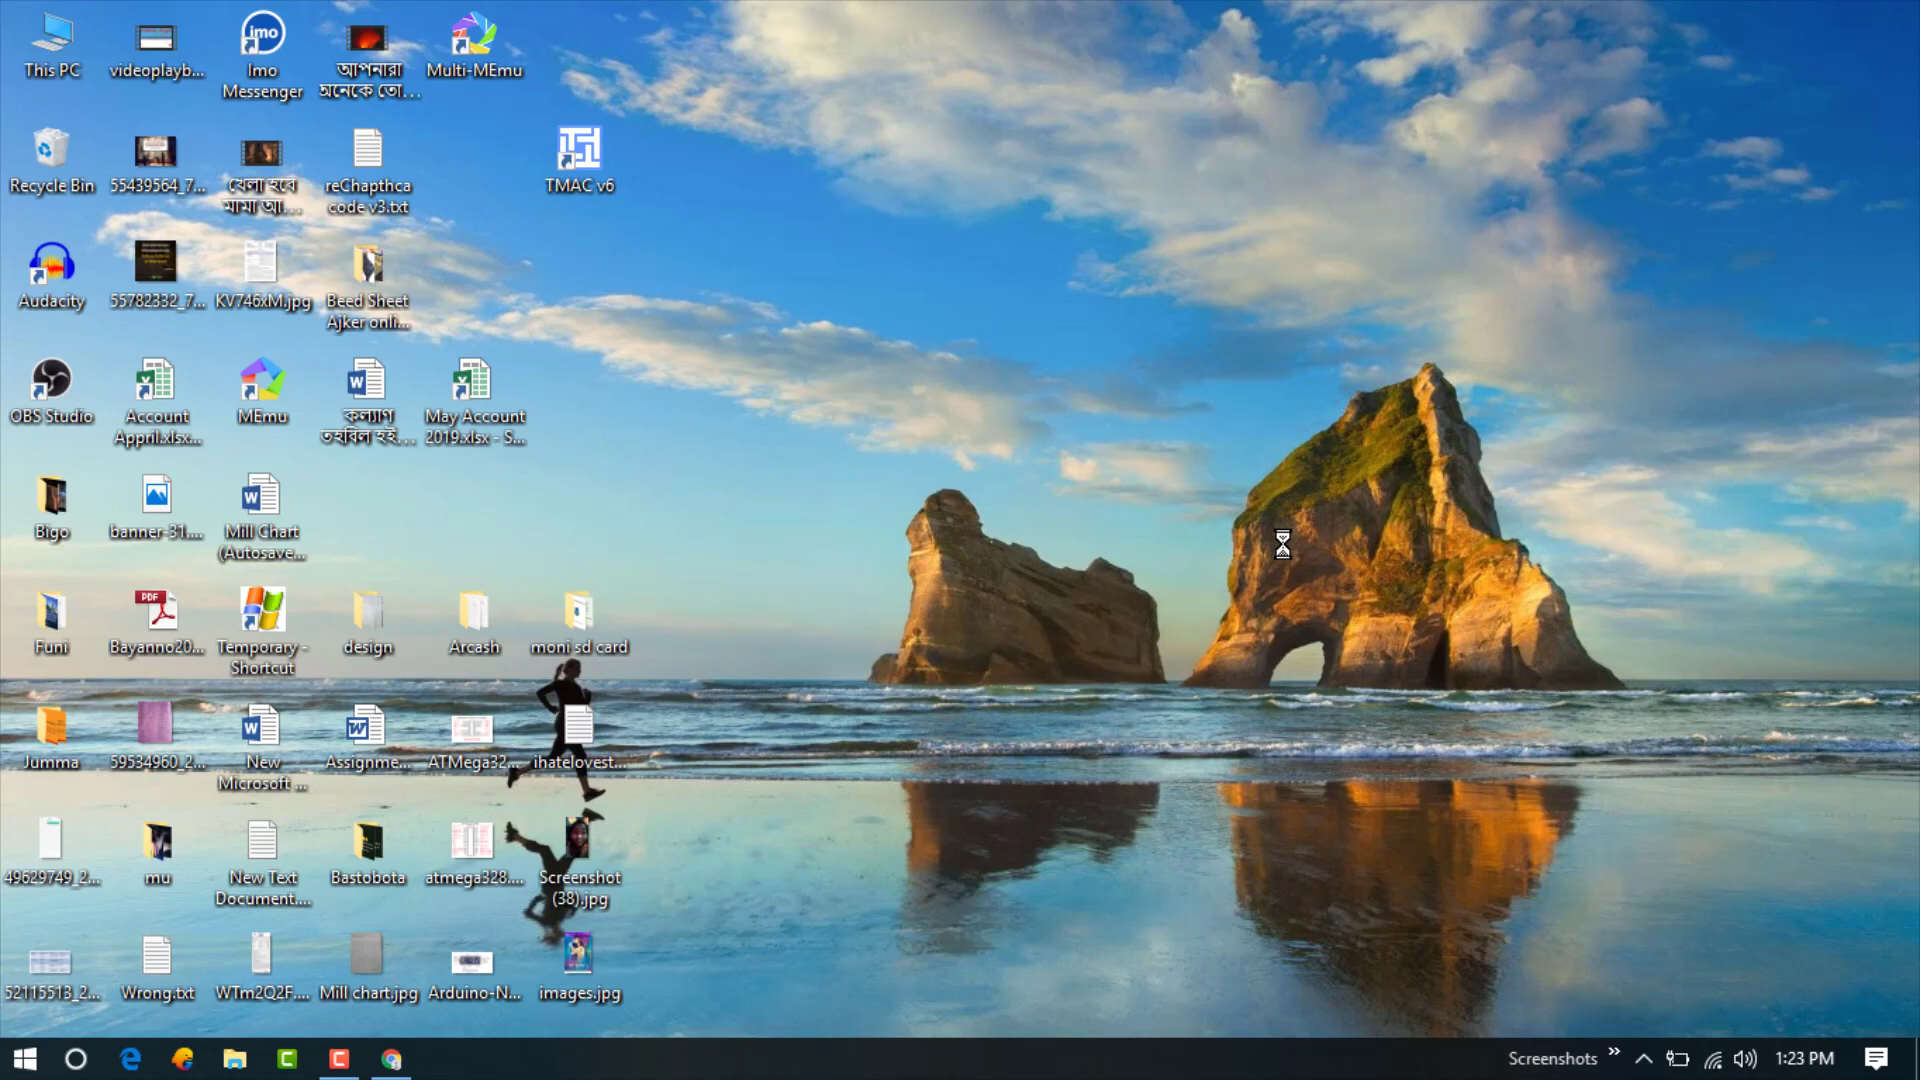 This PC
videoplayb...
Imo
Messenger
আপনারা
অনেকে তো...
Multi-MEmu
Recycle Bin
55439564_7...
খেলা হবে
মামা আ...
reChapthca
code v3.txt
TMAC v6
Audacity
55782332_7...
KV746xM.jpg
Beed Sheet
Ajker onli...
OBS Studio
Account
Appril.xlsx...
MEmu
কল্যাণ
তহবিল হই...
May Account
2019.xlsx - S...
Bigo
banner-31....
Mill Chart
(Autosave...
Funi
Bayanno20...
Temporary -
Shortcut
design
Arcash
moni sd card
Jumma
59534960_2...
New
Microsoft ...
Assignme...
ATMega32...
ihatelovest...
49629749_2...
mu
New Text
Document....
Bastobota
atmega328....
Screenshot
(38).jpg
52115513_2...
Wrong.txt
WTm2Q2F....
Mill chart.jpg
Arduino-N...
images.jpg
Screenshots
1:23 PM